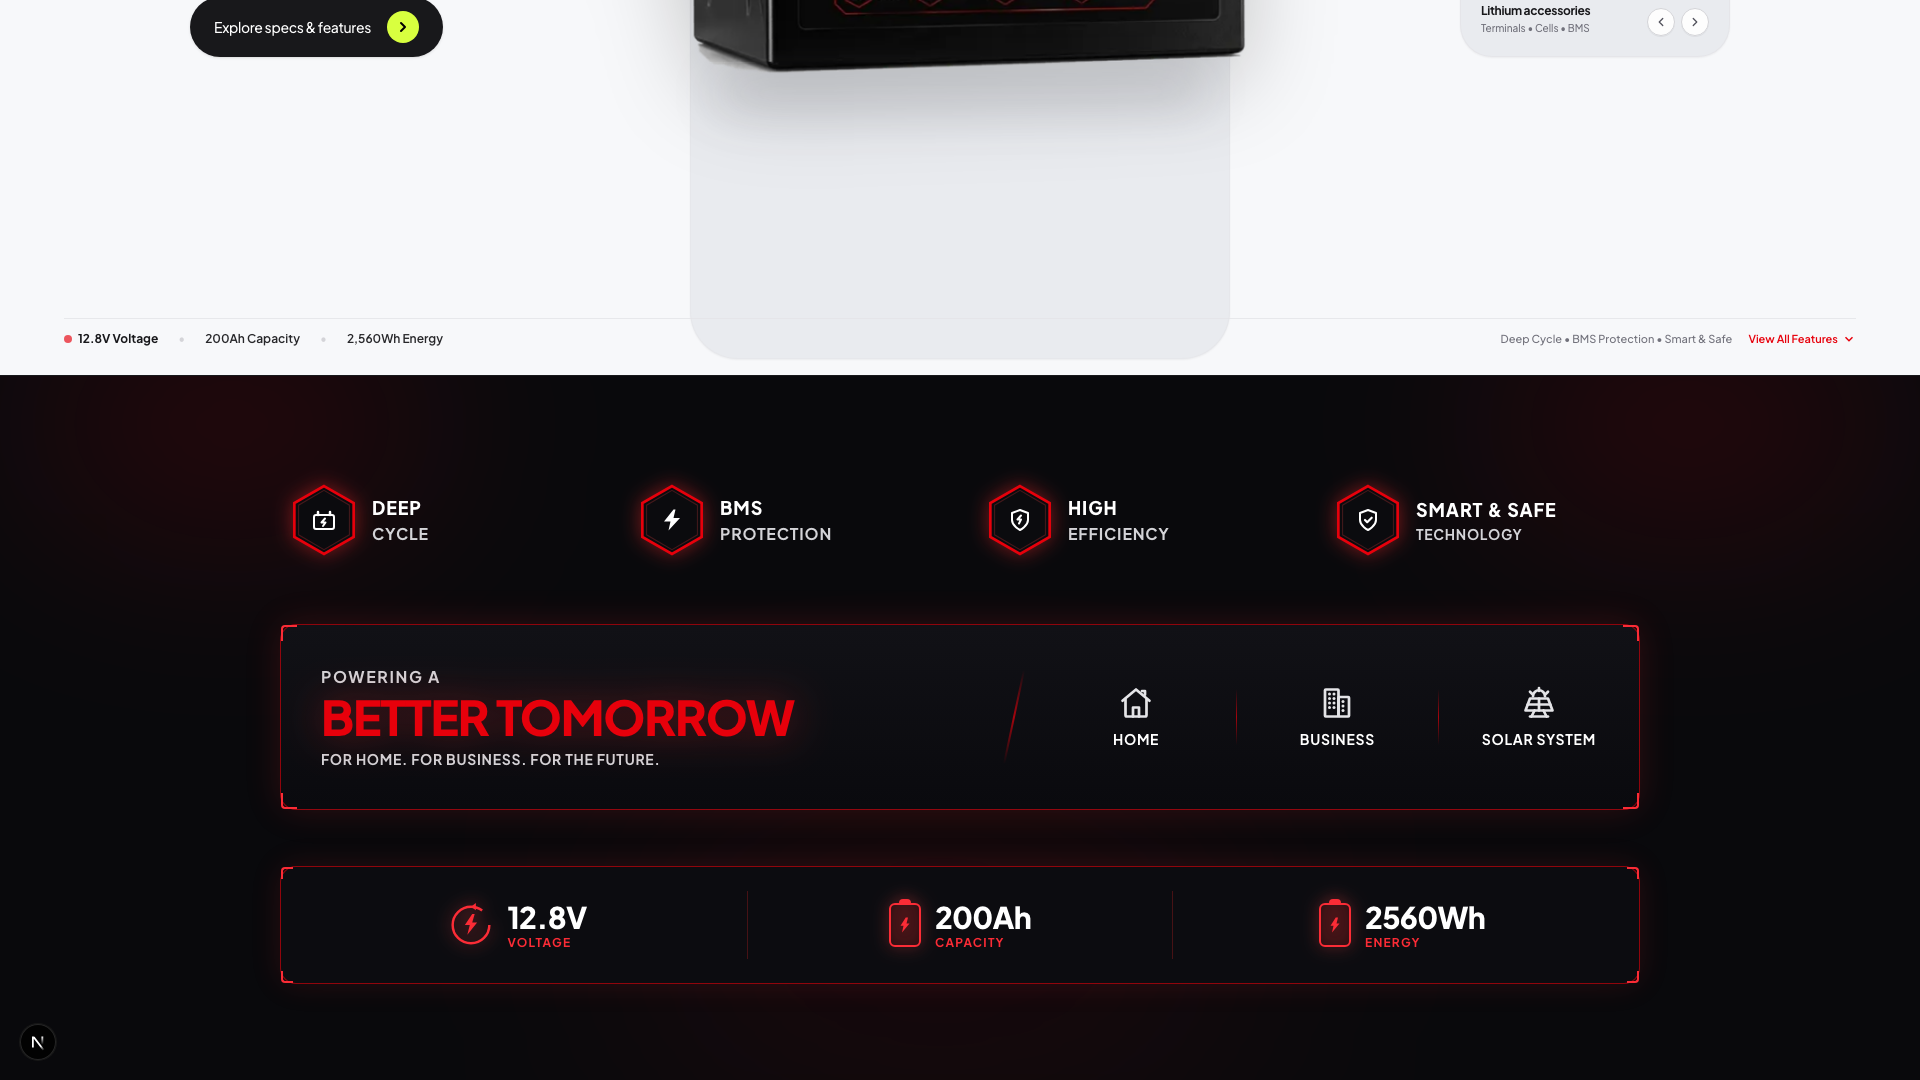 Explore specs & features
Lithium accessories
Terminals • Cells • BMS
12.8V Voltage • 200Ah Capacity • 2,560Wh Energy
Deep Cycle • BMS Protection • Smart & Safe View All Features
DEEP
CYCLE
BMS
PROTECTION
HIGH
EFFICIENCY
SMART & SAFE
TECHNOLOGY
POWERING A
BETTER TOMORROW
FOR HOME. FOR BUSINESS. FOR THE FUTURE.
HOME
BUSINESS
SOLAR SYSTEM
12.8V
VOLTAGE
200Ah
CAPACITY
2560Wh
ENERGY
N